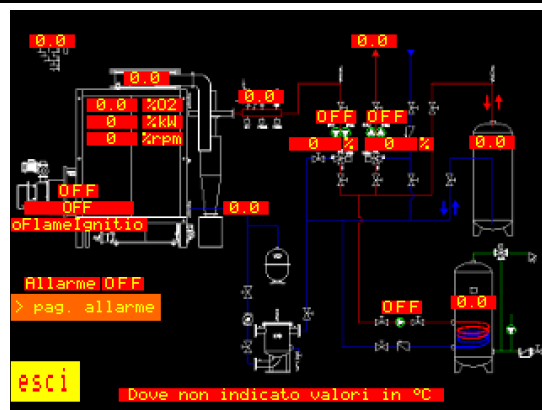 0.0
0.0
0.0
0.0
0.0 %O2
0 %kW
0 %rpm
OFF OFF
0 % 0 %
0.0
OFF
OFF
oFlameIgnitio
0.0
Allarme OFF
> pag. allarme
OFF
0.0
esci
Dove non indicato valori in °C